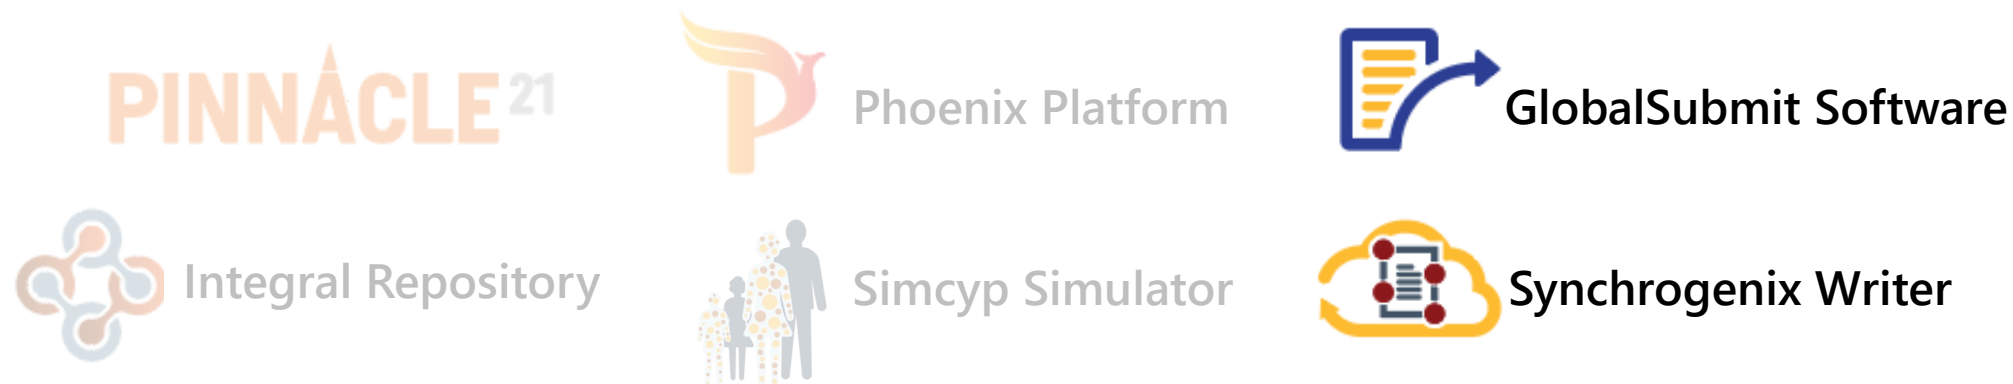 PINNACLE 21
Phoenix Platform
GlobalSubmit Software
Integral Repository
Simcyp Simulator
Synchrogenix Writer